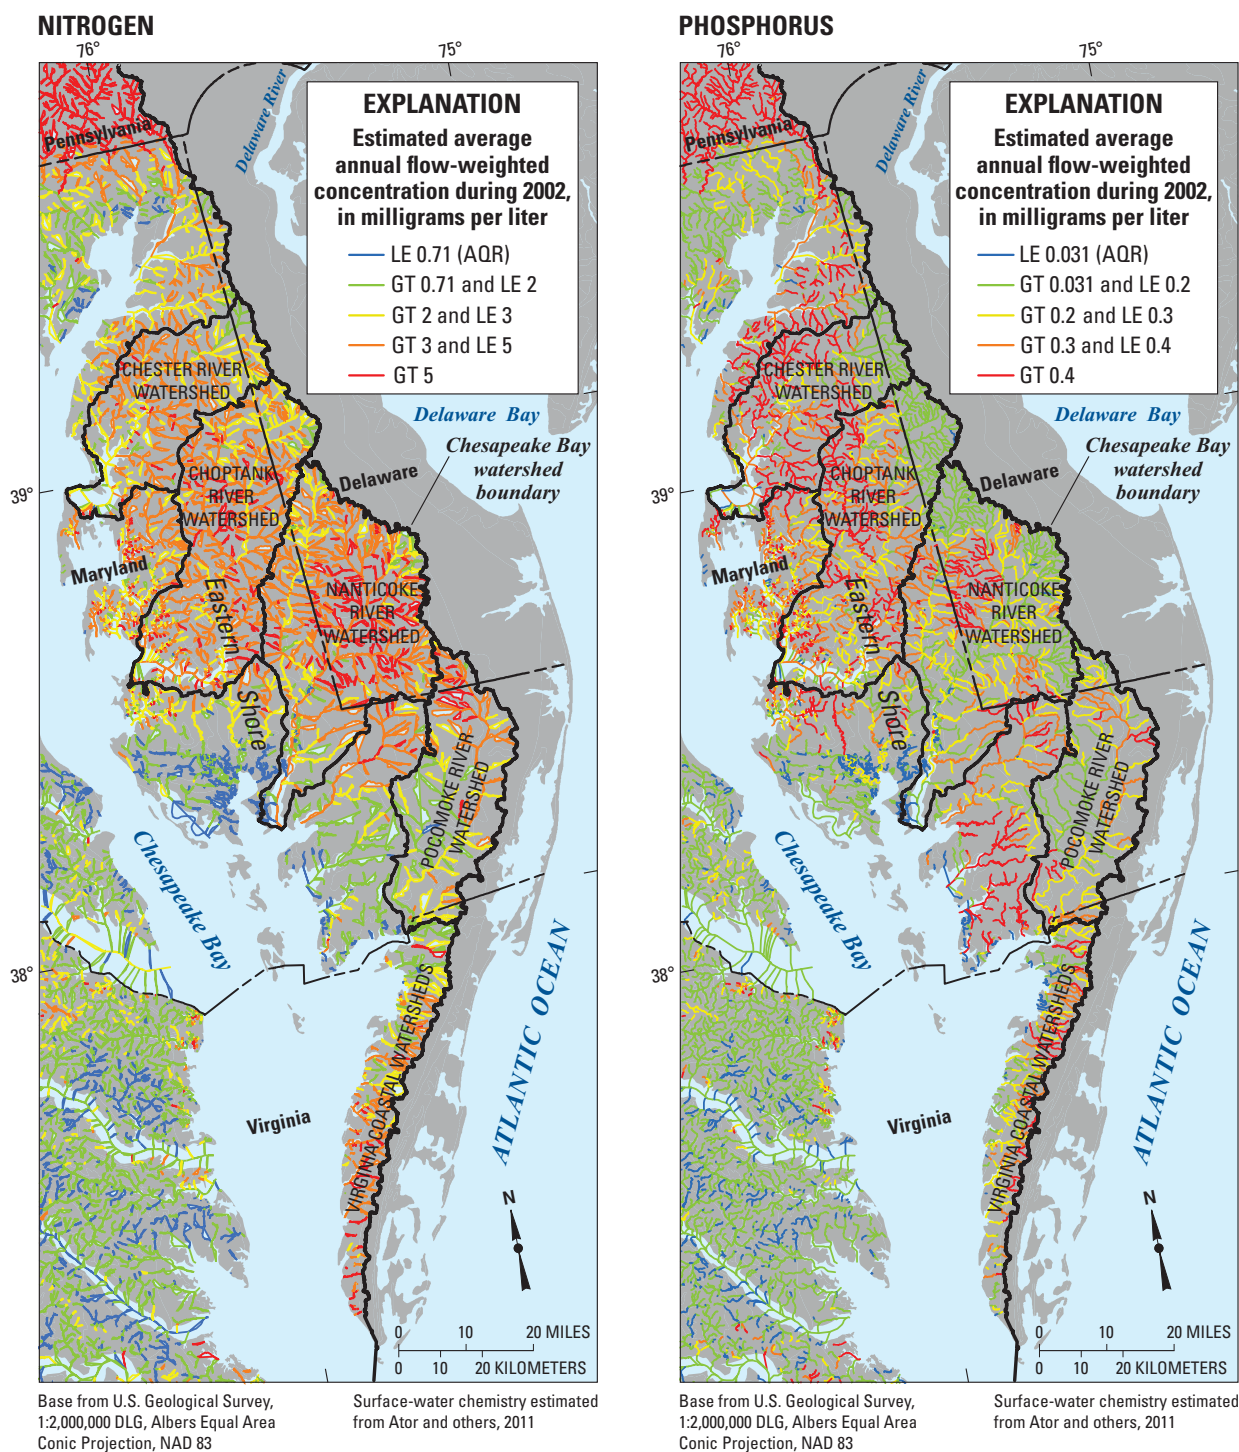 NITROGEN
76°
75°
Pennsylvania
Delaware River
EXPLANATION
Estimated average
annual flow-weighted
concentration during 2002,
in milligrams per liter
LE 0.71 (AQR)
GT 0.71 and LE 2
GT 2 and LE 3
GT 3 and LE 5
GT 5
CHESTER RIVER
WATERSHED
Delaware Bay
Chesapeake Bay
watershed
boundary
CHOPTANK
RIVER
WATERSHED
Delaware
39°
Maryland
Eastern
Shore
NANTICOKE
RIVER
WATERSHED
POCOMOKE RIVER
WATERSHED
Chesapeake Bay
38°
ATLANTIC OCEAN
VIRGINIA COASTAL WATERSHEDS
Virginia
N
0 10 20 MILES
0 10 20 KILOMETERS
Base from U.S. Geological Survey,
1:2,000,000 DLG, Albers Equal Area
Conic Projection, NAD 83
Surface-water chemistry estimated
from Ator and others, 2011
PHOSPHORUS
76°
75°
Pennsylvania
Delaware River
EXPLANATION
Estimated average
annual flow-weighted
concentration during 2002,
in milligrams per liter
LE 0.031 (AQR)
GT 0.031 and LE 0.2
GT 0.2 and LE 0.3
GT 0.3 and LE 0.4
GT 0.4
CHESTER RIVER
WATERSHED
Delaware Bay
Chesapeake Bay
watershed
boundary
CHOPTANK
RIVER
WATERSHED
Delaware
39°
Maryland
Eastern
Shore
NANTICOKE
RIVER
WATERSHED
POCOMOKE RIVER
WATERSHED
Chesapeake Bay
38°
ATLANTIC OCEAN
VIRGINIA COASTAL WATERSHEDS
Virginia
N
0 10 20 MILES
0 10 20 KILOMETERS
Base from U.S. Geological Survey,
1:2,000,000 DLG, Albers Equal Area
Conic Projection, NAD 83
Surface-water chemistry estimated
from Ator and others, 2011